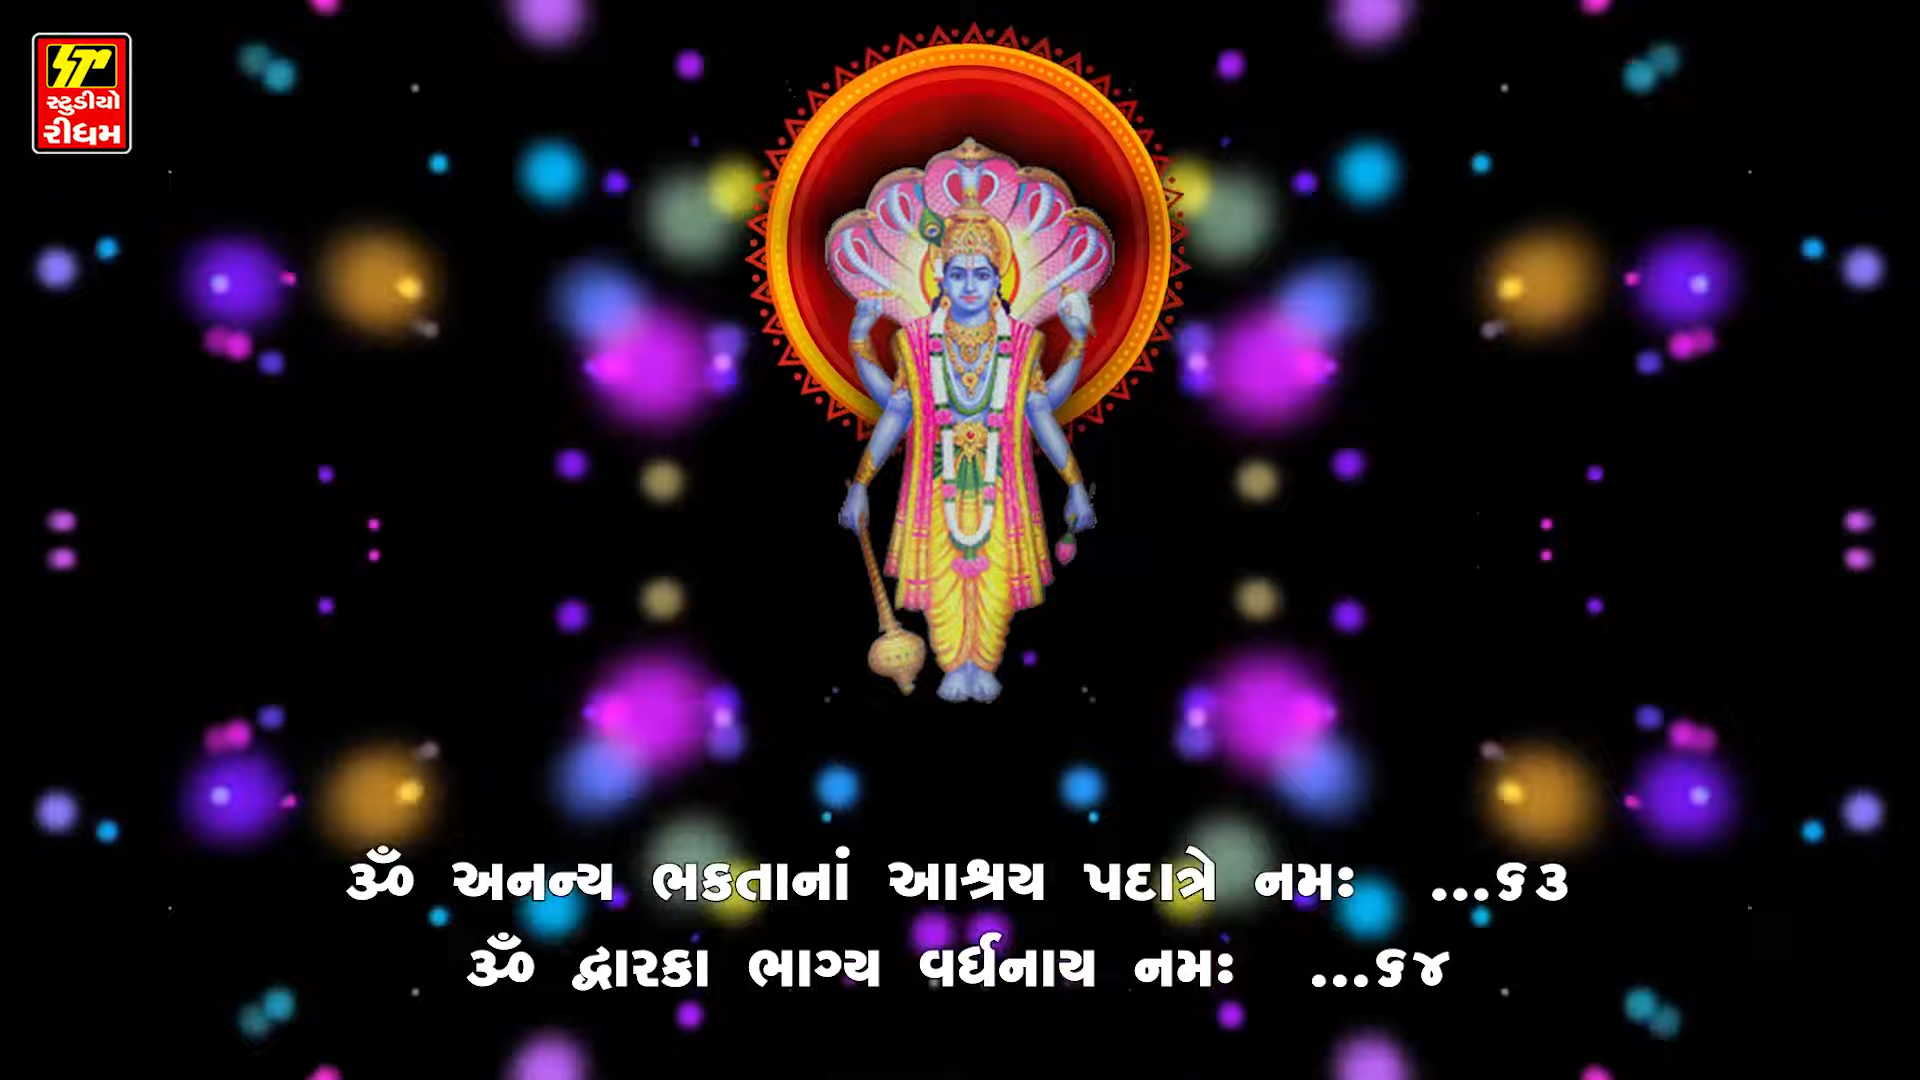 સ્ટુડીયો
રીધમ
ૐ અનન્ય ભકતાનાં આશ્રય પદાત્રે નમઃ ...૬૩
ૐ દ્વારકા ભાગ્ય વર્ધનાય નમઃ ...૬૪